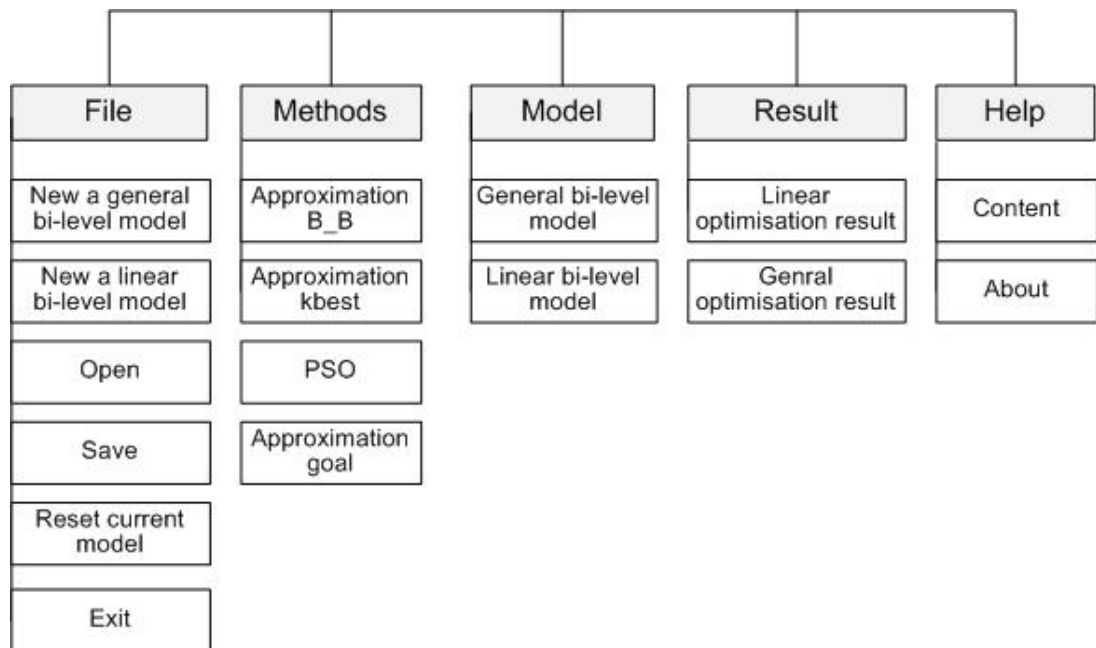 File
Methods
Model
Result
Help
New a general
bi-level model
New a linear
bi-level model
Open
Save
Reset current
model
Exit
Approximation
B_B
Approximation
kbest
PSO
Approximation
goal
General bi-level
model
Linear bi-level
model
Linear
optimisation result
Genral
optimisation result
Content
About